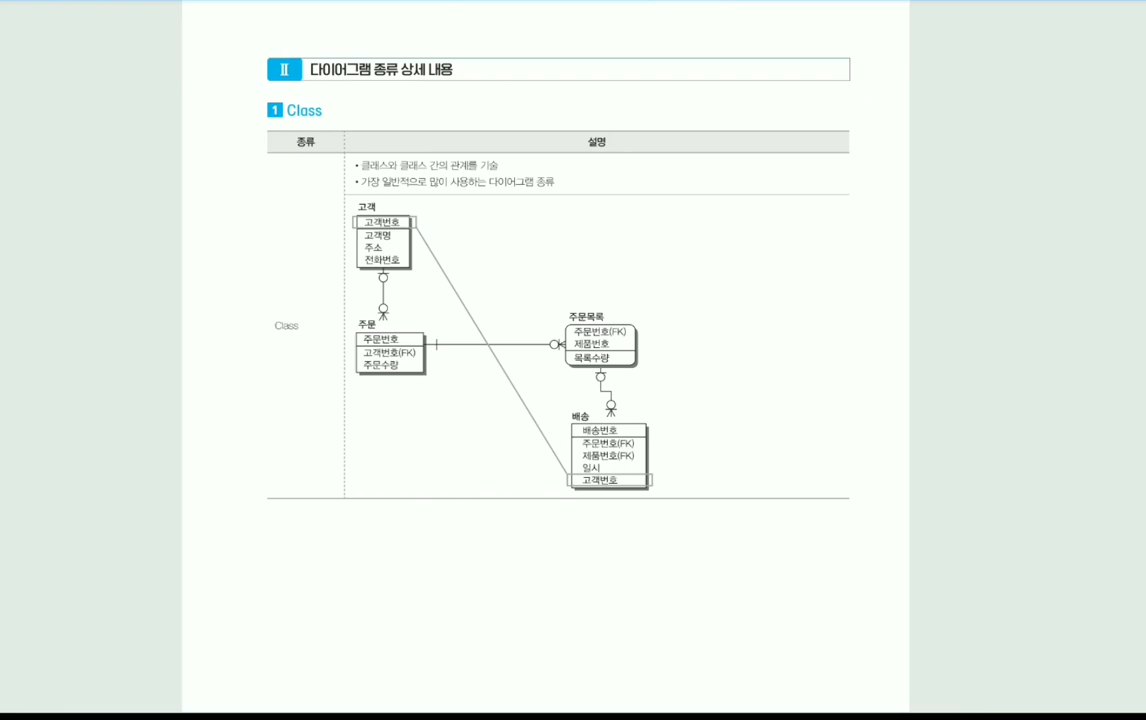 Ⅱ 다이어그램 종류 상세 내용
1 Class
종류 설명
• 클래스와 클래스 간의 관계를 기술
• 가장 일반적으로 많이 사용하는 다이어그램 종류
Class
고객
고객번호
고객명
주소
전화번호
주문
주문번호
고객번호(FK)
주문수량
주문목록
주문번호(FK)
제품번호
목록수량
배송
배송번호
주문번호(FK)
제품번호(FK)
일시
고객번호